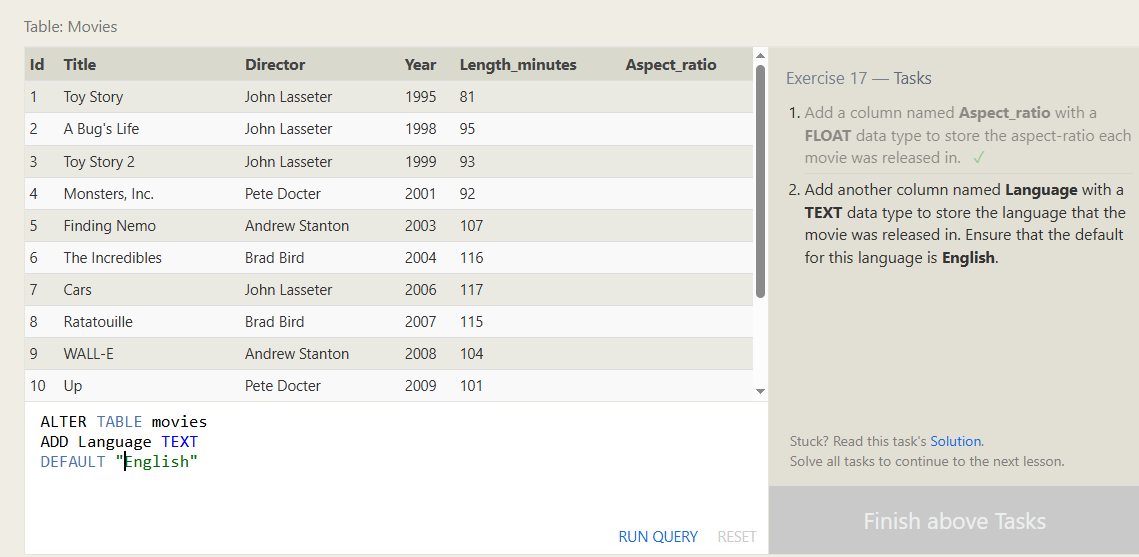 Table: Movies
Id Title Director Year Length_minutes Aspect_ratio
1 Toy Story John Lasseter 1995 81
2 A Bug's Life John Lasseter 1998 95
3 Toy Story 2 John Lasseter 1999 93
4 Monsters, Inc. Pete Docter 2001 92
5 Finding Nemo Andrew Stanton 2003 107
6 The Incredibles Brad Bird 2004 116
7 Cars John Lasseter 2006 117
8 Ratatouille Brad Bird 2007 115
9 WALL-E Andrew Stanton 2008 104
10 Up Pete Docter 2009 101
ALTER TABLE movies
ADD Language TEXT
DEFAULT "English"
RUN QUERY RESET
Exercise 17 — Tasks
1. Add a column named Aspect_ratio with a
FLOAT data type to store the aspect-ratio each
movie was released in. ✓
2. Add another column named Language with a
TEXT data type to store the language that the
movie was released in. Ensure that the default
for this language is English.
Stuck? Read this task's Solution.
Solve all tasks to continue to the next lesson.
Finish above Tasks